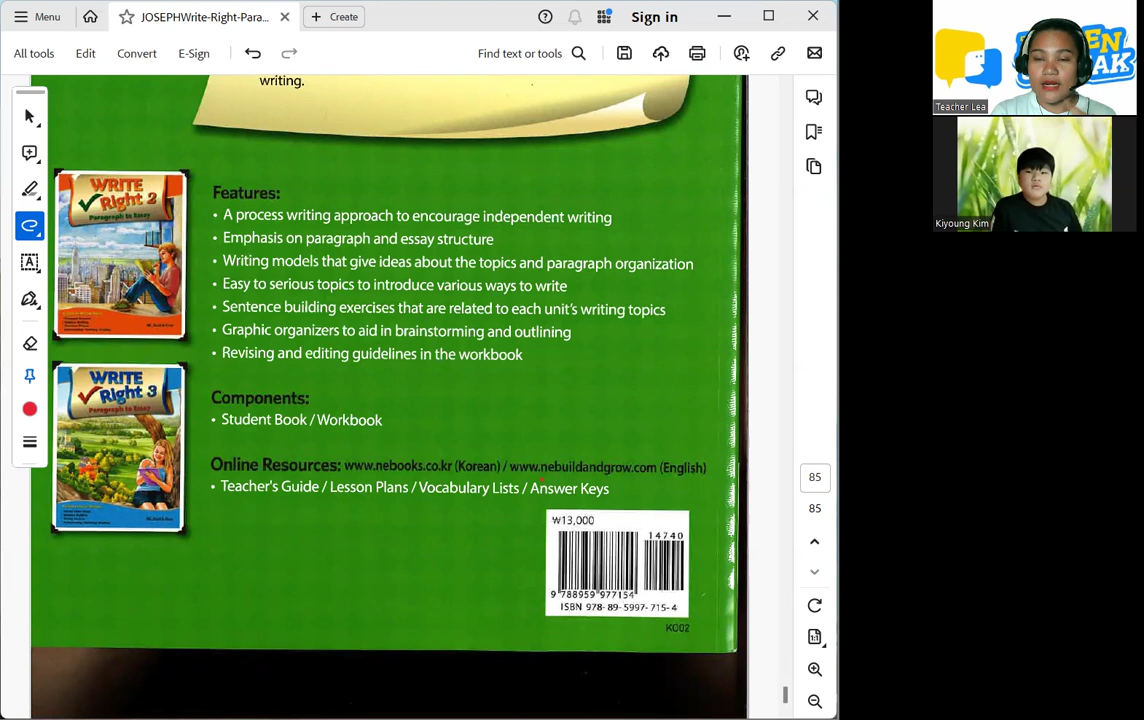 Menu
JOSEPHWrite-Right-Para...
Create
Sign in
All tools
Edit
Convert
E-Sign
Find text or tools
writing.
WRITE
Right 2
Paragraph to Essay
Features:
• A process writing approach to encourage independent writing
• Emphasis on paragraph and essay structure
• Writing models that give ideas about the topics and paragraph organization
• Easy to serious topics to introduce various ways to write
• Sentence building exercises that are related to each unit's writing topics
• Graphic organizers to aid in brainstorming and outlining
• Revising and editing guidelines in the workbook
WRITE
Right 3
Paragraph to Essay
Components:
• Student Book / Workbook
Online Resources: www.nebooks.co.kr (Korean) / www.nebuildandgrow.com (English)
• Teacher's Guide / Lesson Plans / Vocabulary Lists / Answer Keys
₩13,000
14740
9 788959 977154
ISBN 978-89-5997-715-4
KO02
85
85
1:1
Teacher Lea
Kiyoung Kim